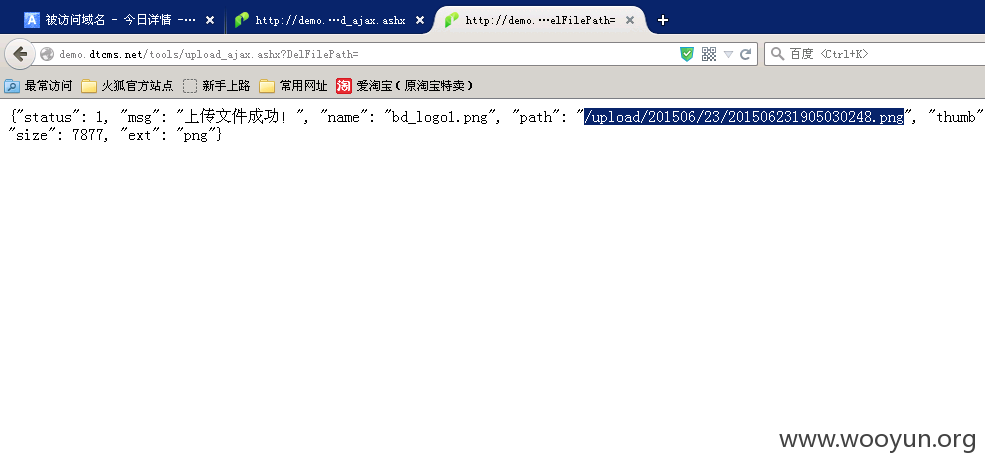 被访问域名 - 今日详情 -...
http://demo....d_ajax.ashx
http://demo....elFilePath=
demo.dtcms.net/tools/upload_ajax.ashx?DelFilePath=
百度 <Ctrl+K>
最常访问 火狐官方站点 新手上路 常用网址 淘 爱淘宝（原淘宝特卖）
{"status": 1, "msg": "上传文件成功！", "name": "bd_logo1.png", "path": "/upload/201506/23/201506231905030248.png", "thumb"
"size": 7877, "ext": "png"}
www.wooyun.org